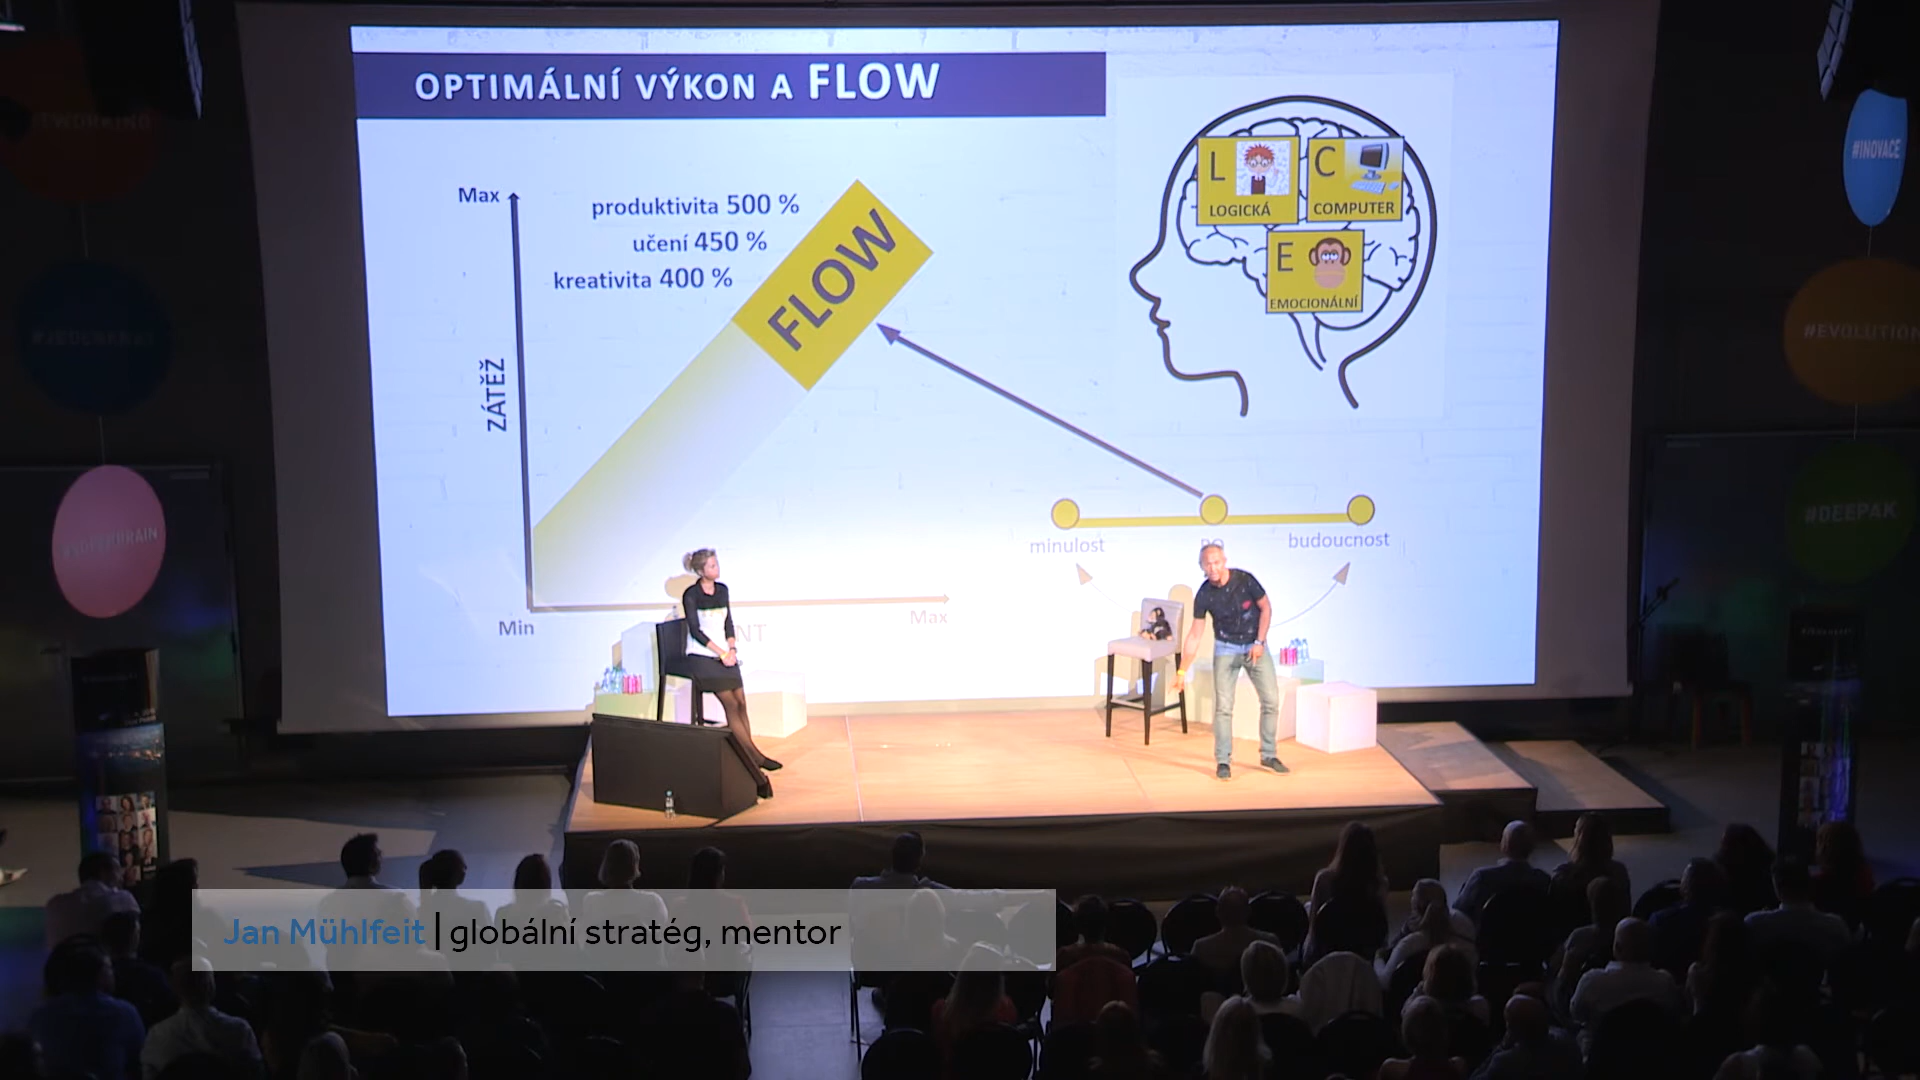 OPTIMÁLNÍ VÝKON A FLOW
Max
produktivita 500 %
učení 450 %
kreativita 400 %
FLOW
ZÁTĚŽ
Min
Max
L
LOGICKÁ
C
COMPUTER
E
EMOCIONÁLNÍ
minulost
budoucnost
#INOVACE
#EVOLUTION
#DEEPAK
Jan Mühlfeit | globální stratég, mentor